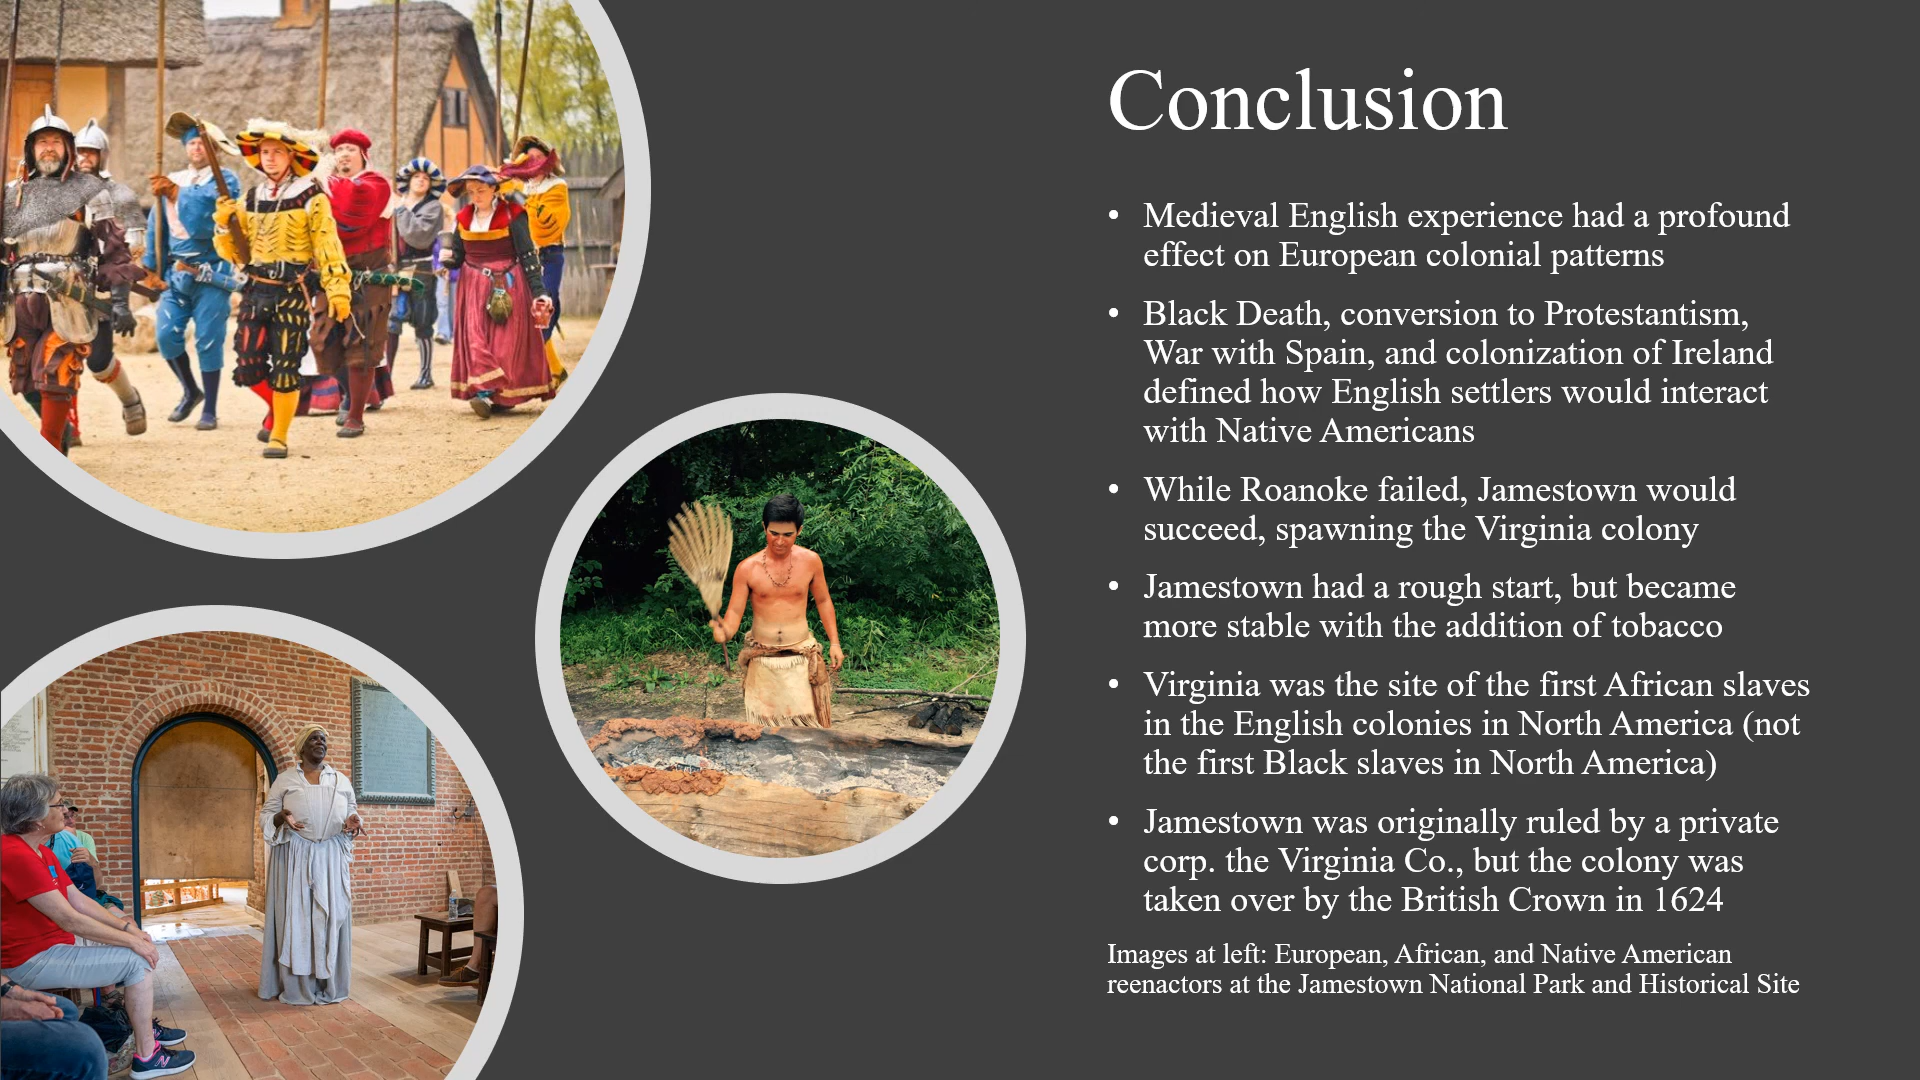 Conclusion
• Medieval English experience had a profound
effect on European colonial patterns
• Black Death, conversion to Protestantism,
War with Spain, and colonization of Ireland
defined how English settlers would interact
with Native Americans
• While Roanoke failed, Jamestown would
succeed, spawning the Virginia colony
• Jamestown had a rough start, but became
more stable with the addition of tobacco
• Virginia was the site of the first African slaves
in the English colonies in North America (not
the first Black slaves in North America)
• Jamestown was originally ruled by a private
corp. the Virginia Co., but the colony was
taken over by the British Crown in 1624
Images at left: European, African, and Native American
reenactors at the Jamestown National Park and Historical Site